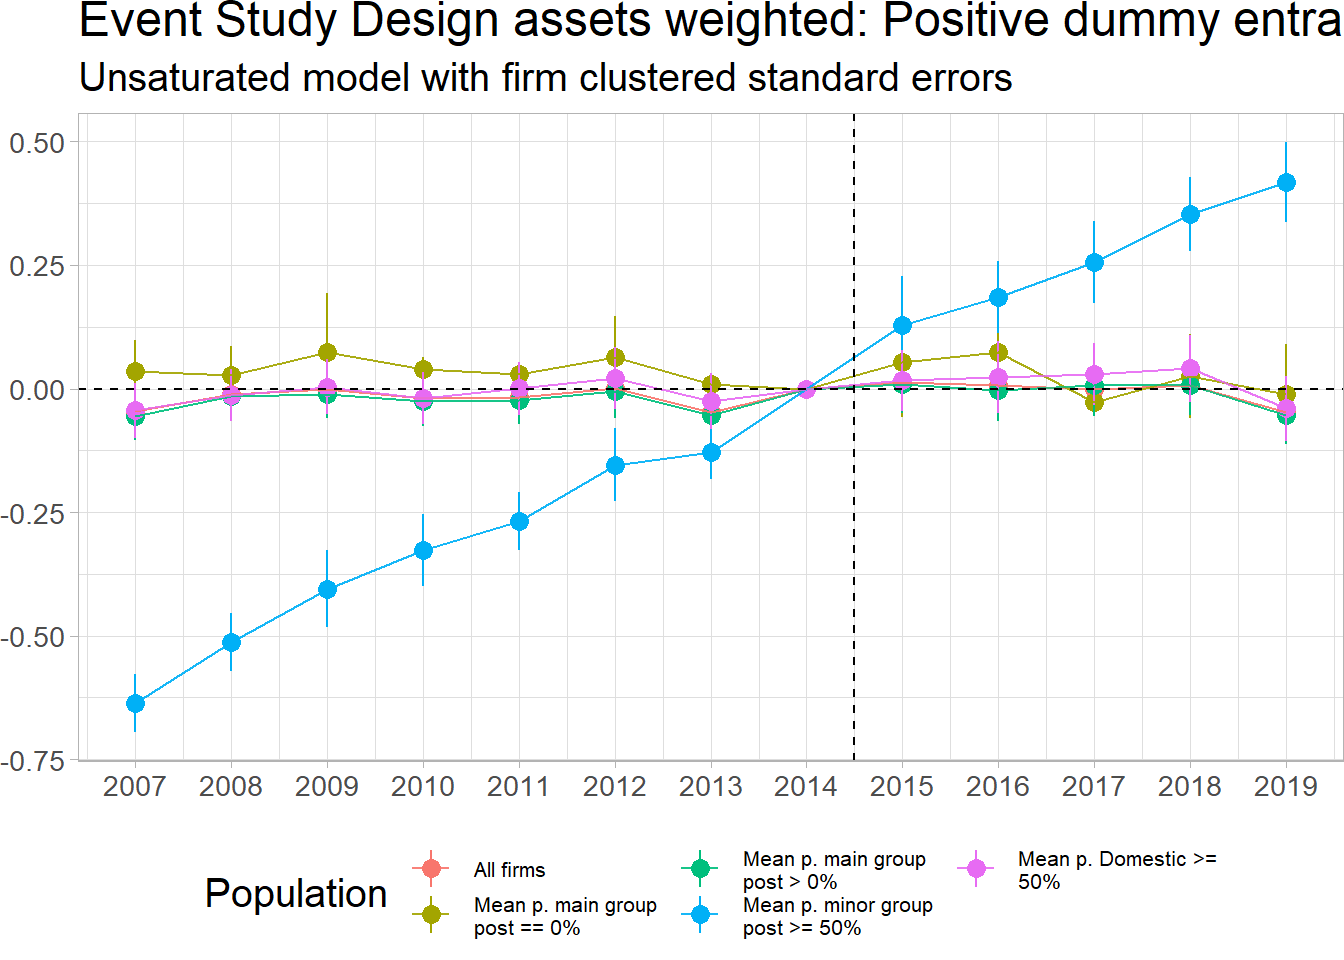 Event Study Design assets weighted: Positive dummy entra
Unsaturated model with firm clustered standard errors
0.50
0.25
0.00
-0.25
-0.50
-0.75
2007 2008 2009 2010 2011 2012 2013 2014 2015 2016 2017 2018 2019
Population
All firms
Mean p. main group
post == 0%
Mean p. main group
post > 0%
Mean p. minor group
post >= 50%
Mean p. Domestic >=
50%